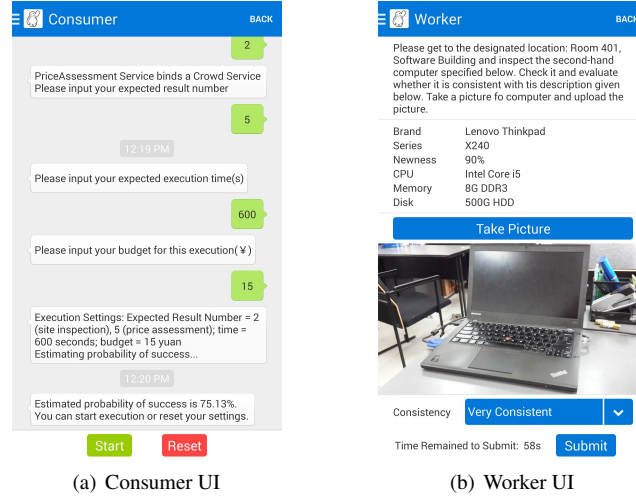 Consumer BACK
2
PriceAssessment Service binds a Crowd Service
Please input your expected result number
5
12:19 PM
Please input your expected execution time(s)
600
Please input your budget for this execution(￥)
15
Execution Settings: Expected Result Number = 2
(site inspection), 5 (price assessment); time =
600 seconds; budget = 15 yuan
Estimating probability of success...
12:20 PM
Estimated probability of success is 75.13%.
You can start execution or reset your settings.
Start Reset
(a) Consumer UI
Worker BACK
Please get to the designated location: Room 401,
Software Building and inspect the second-hand
computer specified below. Check it and evaluate
whether it is consistent with tis description given
below. Take a picture fo computer and upload the
picture.
Brand Lenovo Thinkpad
Series X240
Newness 90%
CPU Intel Core i5
Memory 8G DDR3
Disk 500G HDD
Take Picture
ThinkPad
Consistency Very Consistent
Time Remained to Submit: 58s Submit
(b) Worker UI